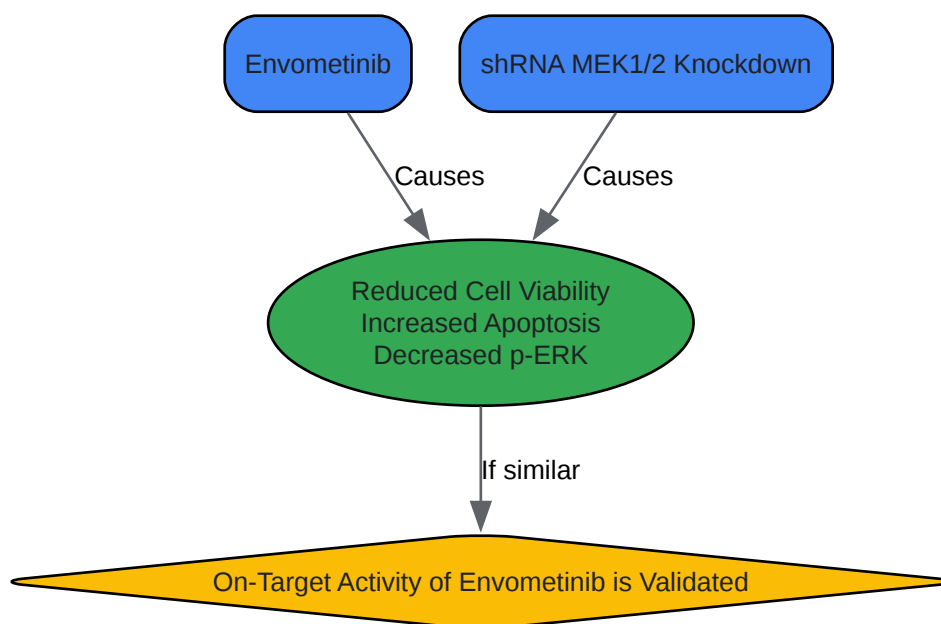 Envometinib
shRNA MEK1/2 Knockdown
Causes
Causes
Reduced Cell Viability
Increased Apoptosis
Decreased p-ERK
If similar
On-Target Activity of Envometinib is Validated